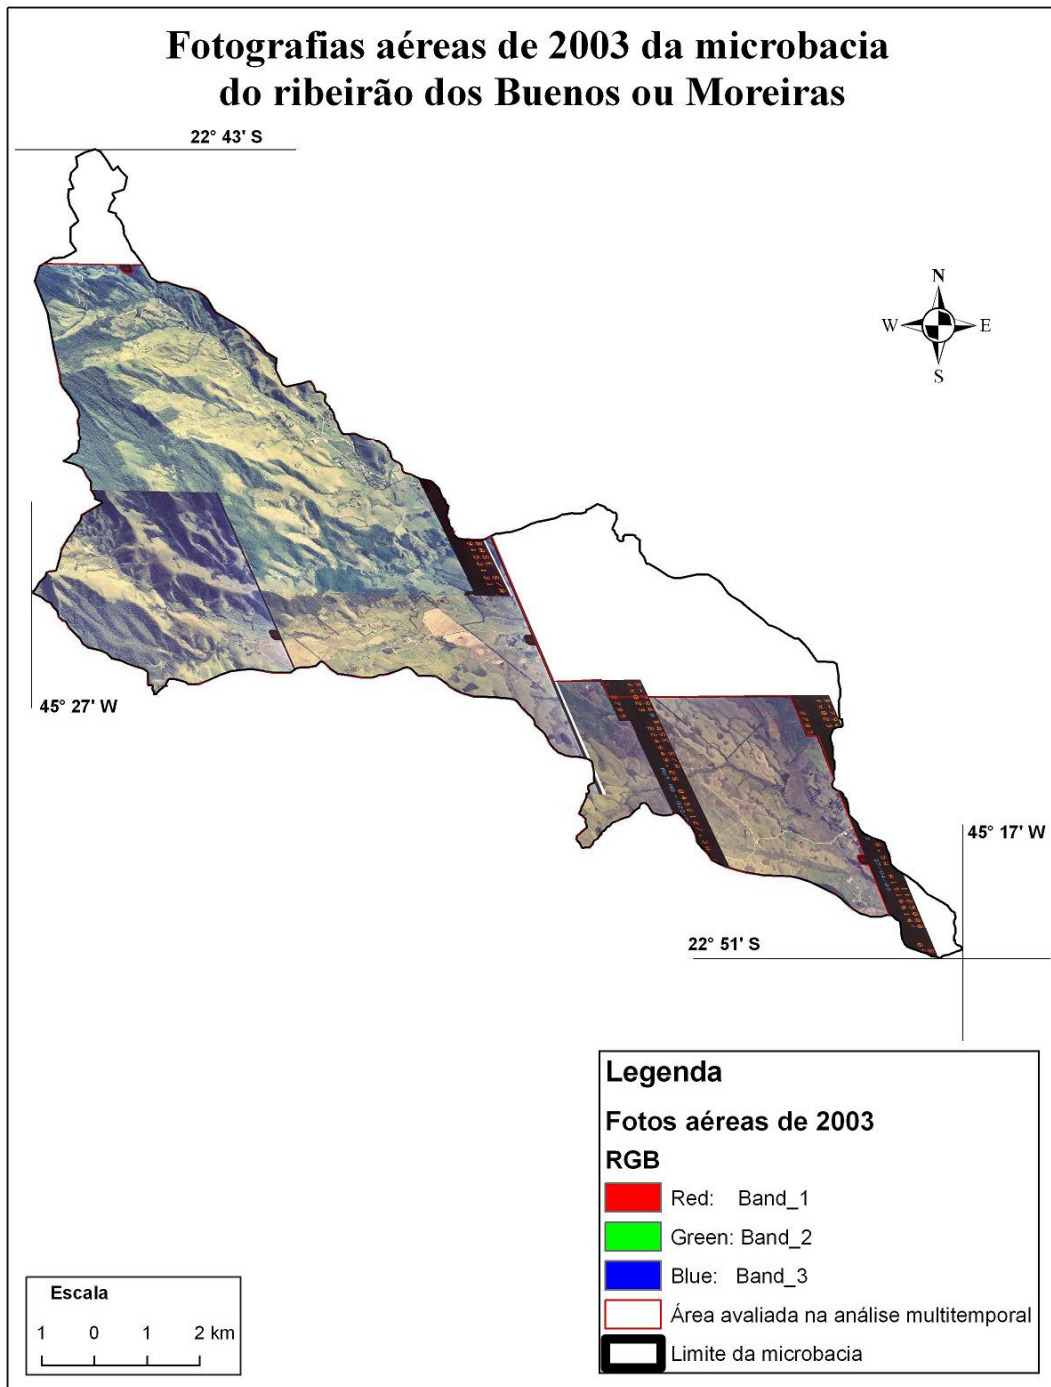 Fotografias aéreas de 2003 da microbacia
do ribeirão dos Buenos ou Moreiras
22° 43' S
N
W E
S
45° 27' W
45° 17' W
22° 51' S
Legenda
Fotos aéreas de 2003
RGB
Red: Band_1
Green: Band_2
Blue: Band_3
Área avaliada na análise multitemporal
Limite da microbacia
Escala
1 0 1 2 km